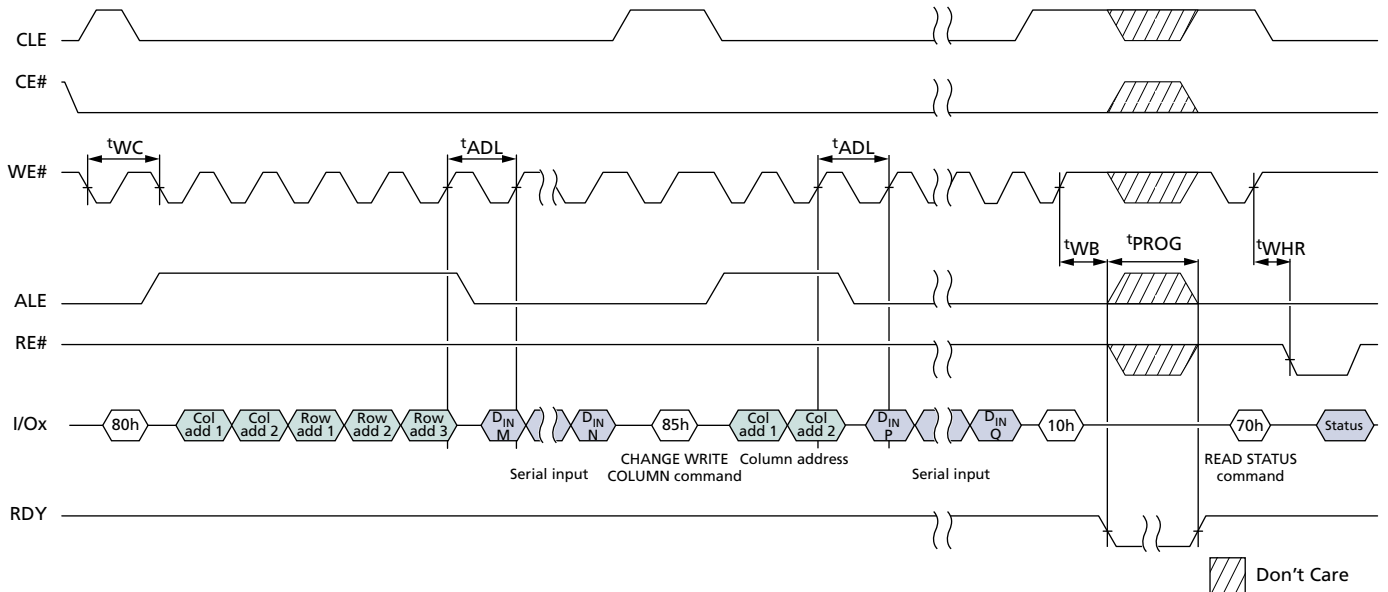 CLE
CE#
tWC
tADL
tADL
WE#
tWB
tPROG
tWHR
ALE
RE#
I/Ox
80h
Col add 1
Col add 2
Row add 1
Row add 2
Row add 3
DIN M
DIN N
85h
Col add 1
Col add 2
DIN P
DIN Q
10h
70h
Status
Serial input
CHANGE WRITE
COLUMN command
Column address
Serial input
READ STATUS
command
RDY
Don't Care